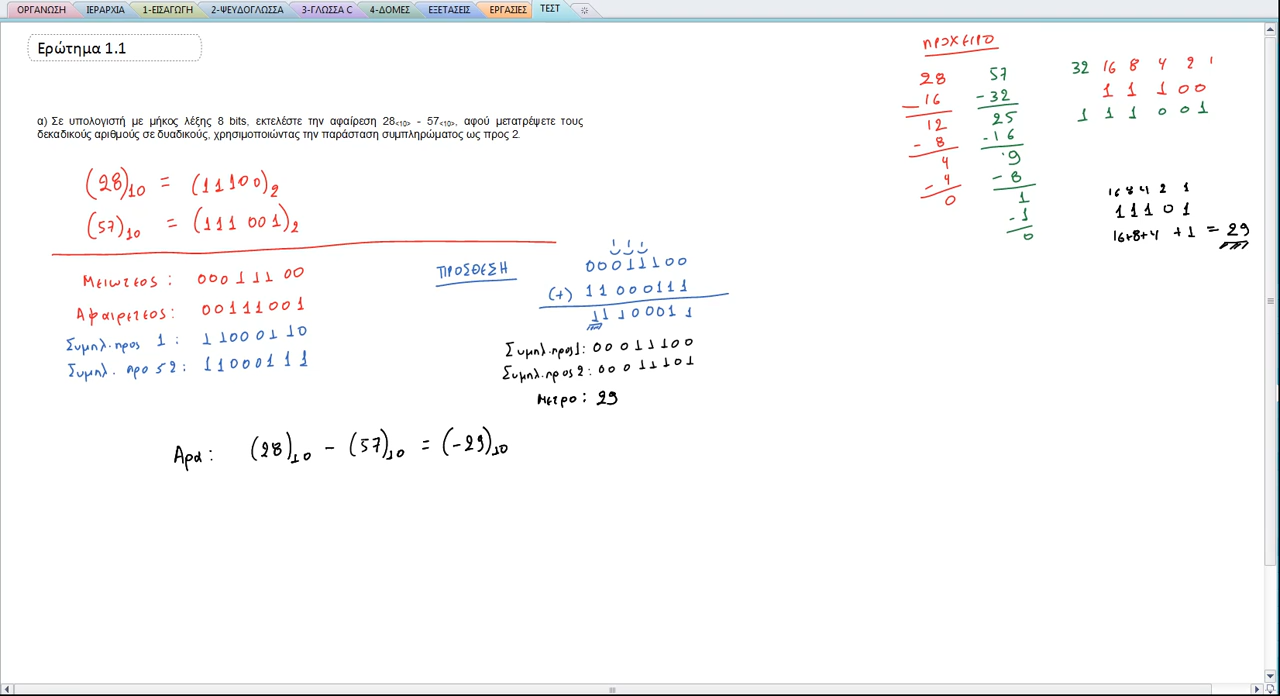 ΟΡΓΑΝΩΣΗ ΙΕΡΑΡΧΙΑ 1-ΕΙΣΑΓΩΓΗ 2-ΨΕΥΔΟΓΛΩΣΣΑ 3-ΓΛΩΣΣΑ C 4-ΔΟΜΕΣ ΕΞΕΤΑΣΕΙΣ ΕΡΓΑΣΙΕΣ ΤΕΣΤ
Ερώτημα 1.1
α) Σε υπολογιστή με μήκος λέξης 8 bits, εκτελέστε την αφαίρεση 28<10> - 57<10>, αφού μετατρέψετε τους
δεκαδικούς αριθμούς σε δυαδικούς, χρησιμοποιώντας την παράσταση συμπληρώματος ως προς 2.
(28)10 = (11100)2
(57)10 = (111001)2
Μειωτεος: 00011100
Αφαιρετεος: 00111001
Συμπλ. προς 1: 11000110
Συμπλ. προς 2: 11000111
ΠΡΟΣΘΕΣΗ
1 1 1
00011100
(+) 11000111
11100011
Συμπλ. προς 1: 00011100
Συμπλ. προς 2: 00011101
Μετρο: 29
Αρα: (28)10 - (57)10 = (-29)10
ΠΡΟΧΕΙΡΟ
28
- 16
12
- 8
4
- 4
0
57
- 32
25
- 16
9
- 8
1
- 1
0
32 16 8 4 2 1
1 1 1 0 0
1 1 1 0 0 1
16 8 4 2 1
1 1 1 0 1
16+8+4 +1 = 29